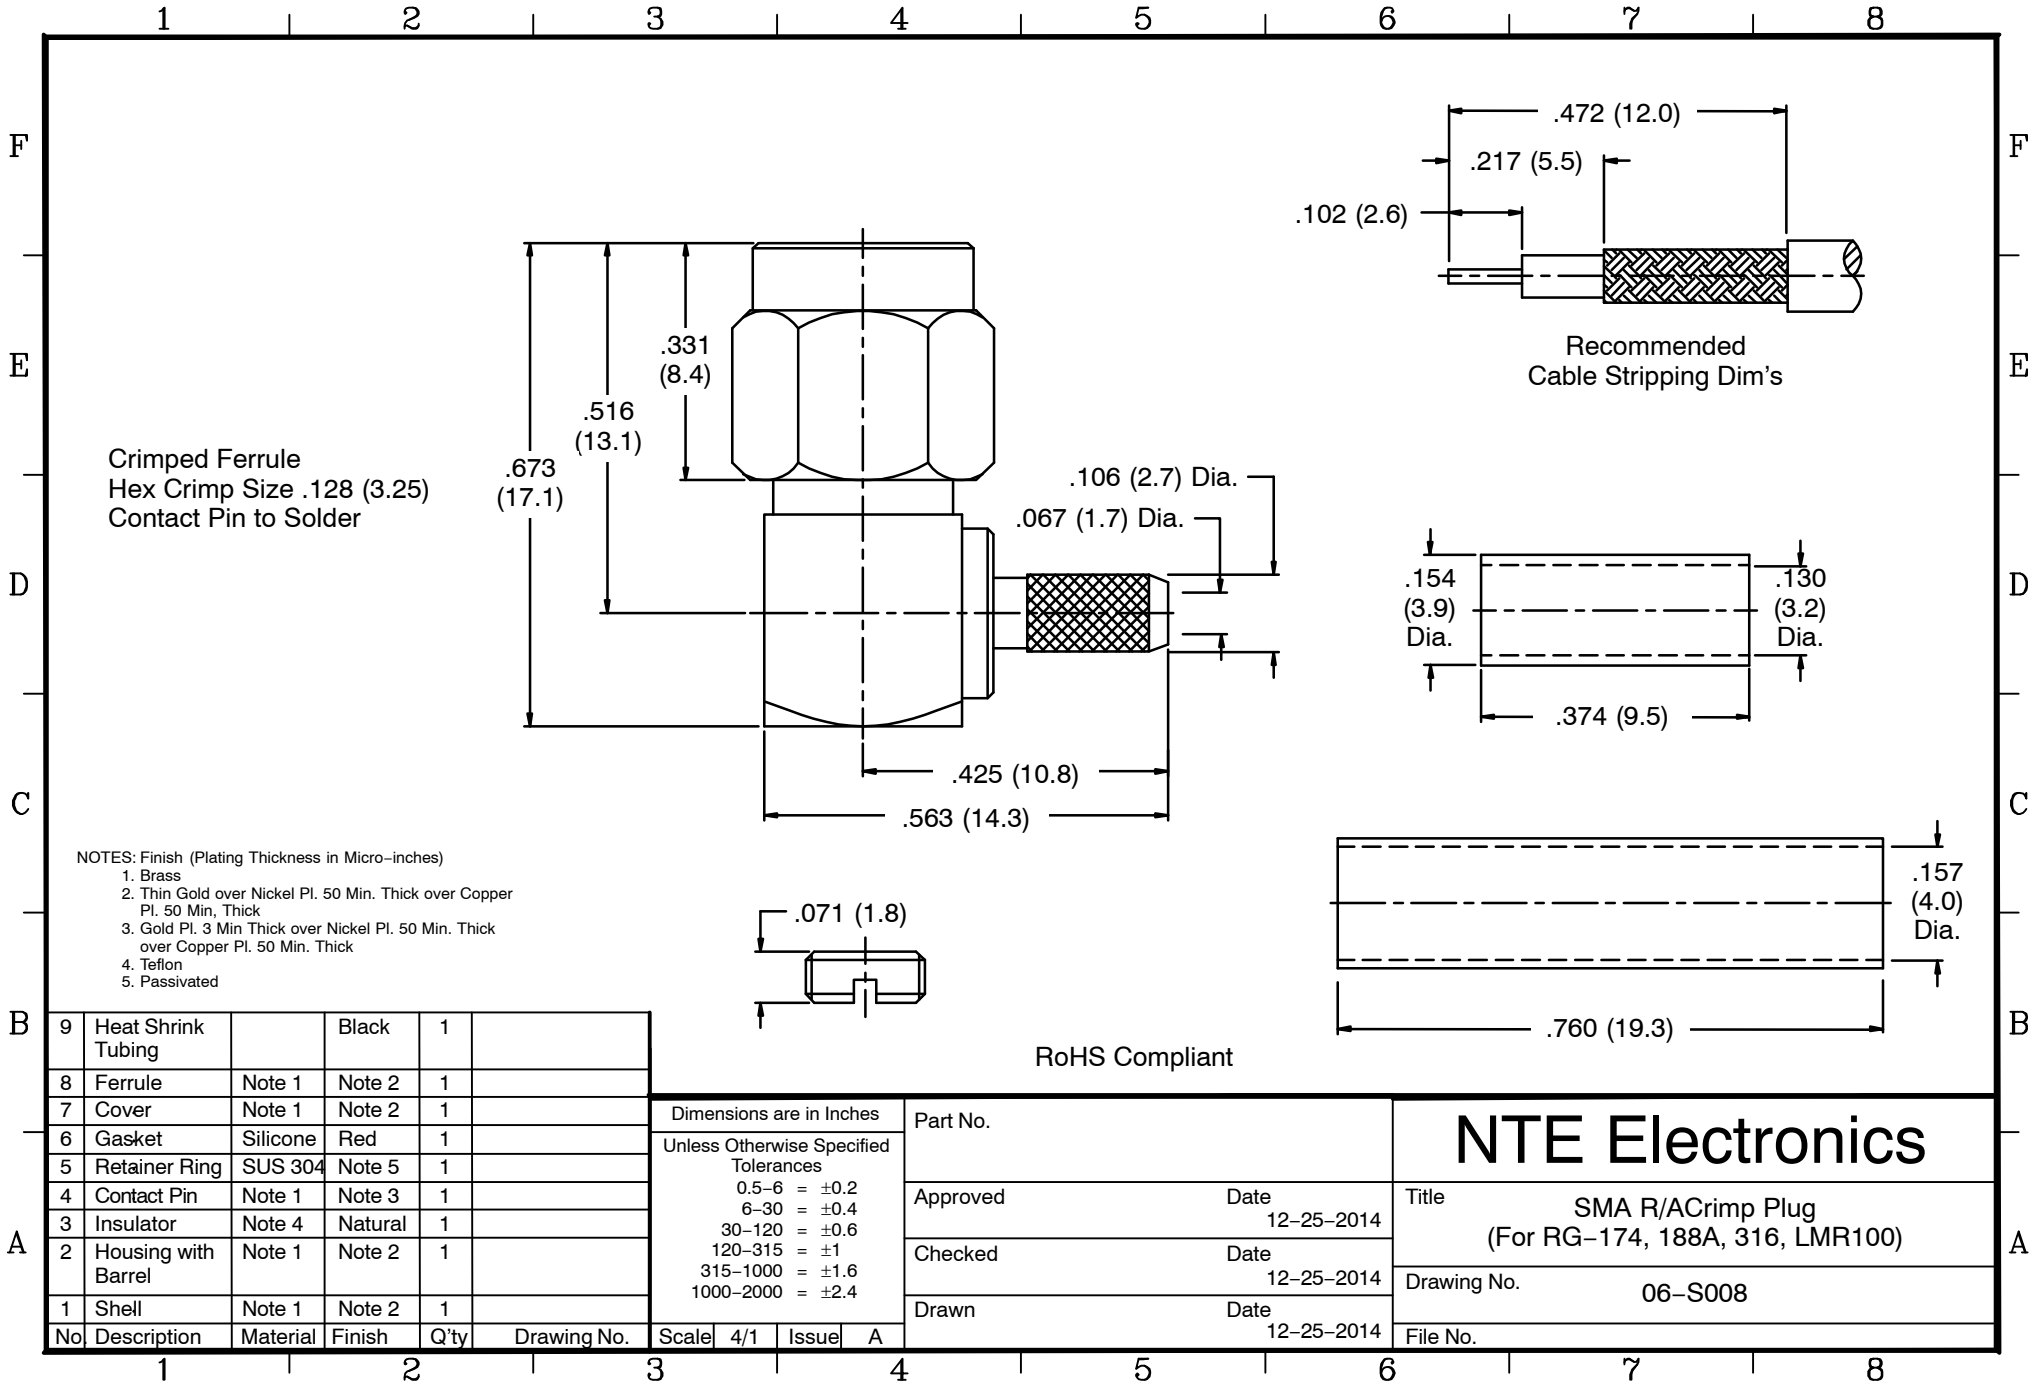 1 2 3 4 5 6 7 8
F F
E E
D D
C C
B B
A A
.472 (12.0)
.217 (5.5)
.102 (2.6)
Recommended
Cable Stripping Dim's
.331
(8.4)
.516
(13.1)
.673
(17.1)
Crimped Ferrule
Hex Crimp Size .128 (3.25)
Contact Pin to Solder
.106 (2.7) Dia.
.067 (1.7) Dia.
.154
(3.9)
Dia.
.130
(3.2)
Dia.
.374 (9.5)
.425 (10.8)
.563 (14.3)
NOTES: Finish (Plating Thickness in Micro−inches)
1. Brass
2. Thin Gold over Nickel Pl. 50 Min. Thick over Copper
Pl. 50 Min, Thick
3. Gold Pl. 3 Min Thick over Nickel Pl. 50 Min. Thick
over Copper Pl. 50 Min. Thick
4. Teflon
5. Passivated
.071 (1.8)
.157
(4.0)
Dia.
.760 (19.3)
RoHS Compliant
9 Heat Shrink Black 1
Tubing
8 Ferrule Note 1 Note 2 1
7 Cover Note 1 Note 2 1
6 Gasket Silicone Red 1
5 Retainer Ring SUS 304 Note 5 1
4 Contact Pin Note 1 Note 3 1
3 Insulator Note 4 Natural 1
2 Housing with Note 1 Note 2 1
Barrel
1 Shell Note 1 Note 2 1
No. Description Material Finish Q'ty Drawing No.
Dimensions are in Inches
Unless Otherwise Specified
Tolerances
0.5−6 = ±0.2
6−30 = ±0.4
30−120 = ±0.6
120−315 = ±1
315−1000 = ±1.6
1000−2000 = ±2.4
Scale 4/1 Issue A
Part No.
Approved Date
12−25−2014
Checked Date
12−25−2014
Drawn Date
12−25−2014
NTE Electronics
Title SMA R/ACrimp Plug
(For RG−174, 188A, 316, LMR100)
Drawing No. 06−S008
File No.
1 2 3 4 5 6 7 8